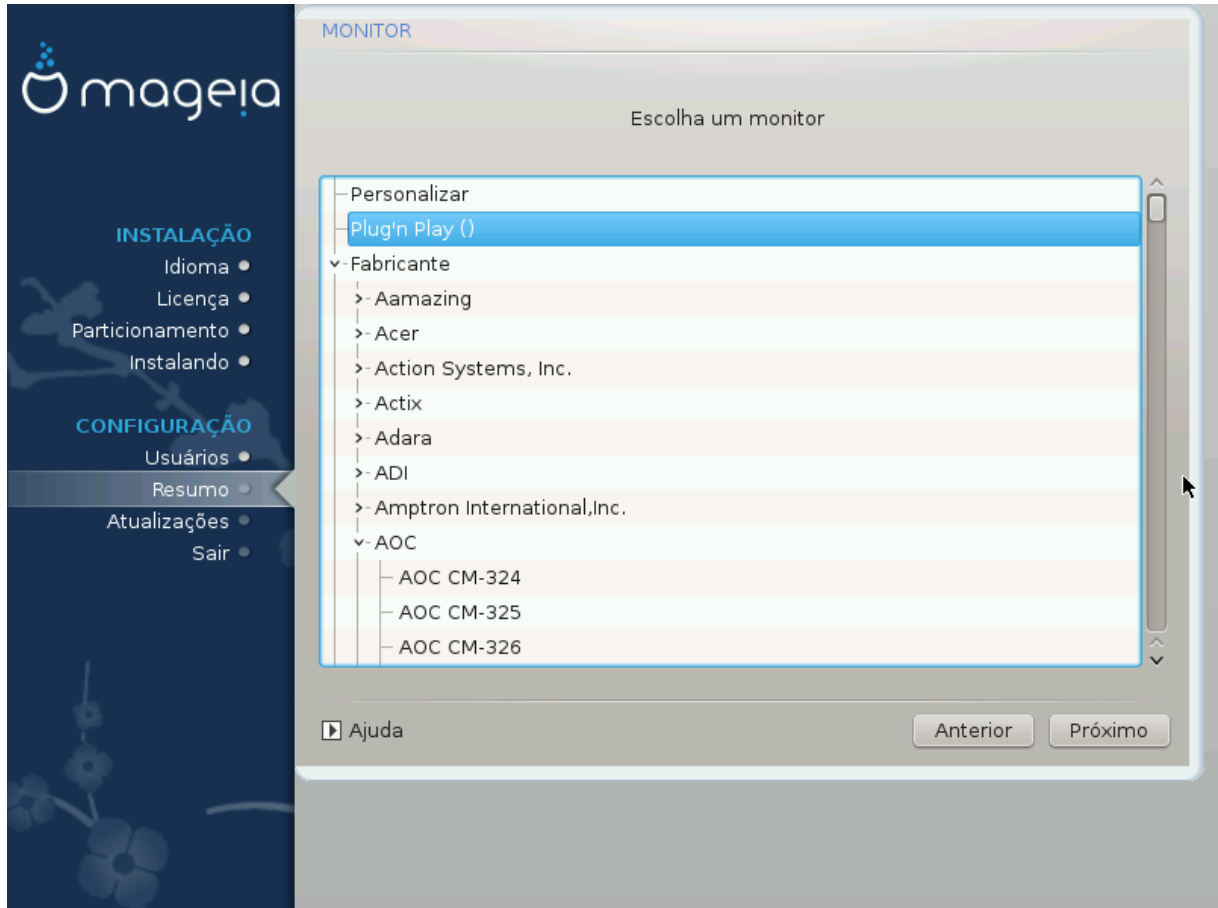 mageia
INSTALAÇÃO
Idioma
Licença
Particionamento
Instalando
CONFIGURAÇÃO
Usuários
Resumo
Atualizações
Sair
MONITOR
Escolha um monitor
Personalizar
Plug'n Play ()
Fabricante
Aamazing
Acer
Action Systems, Inc.
Actix
Adara
ADI
Amptron International,Inc.
AOC
AOC CM-324
AOC CM-325
AOC CM-326
Ajuda
Anterior
Próximo